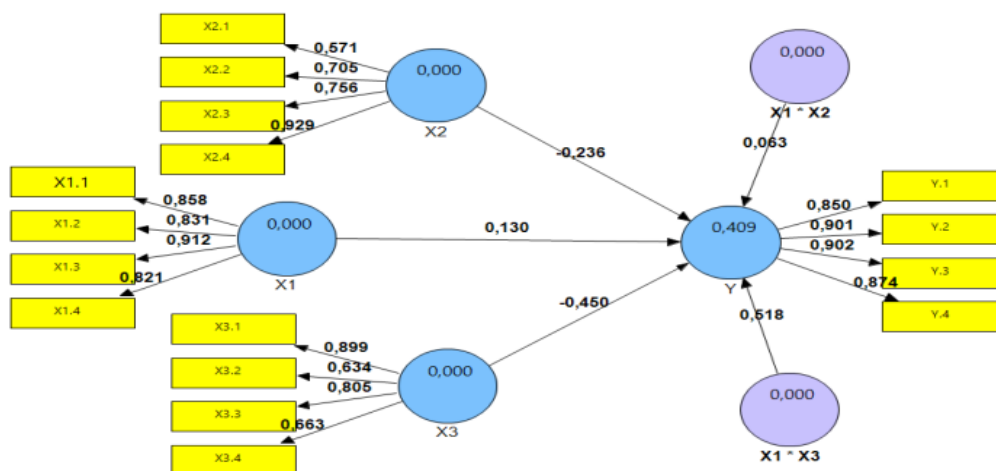 X2.1
0,571
X2.2
0,705
X2.3
0,756
X2.4
0,929
0,000
X2
-0,236
0,000
X1 * X2
0,063
X1.1
0,858
X1.2
0,831
X1.3
0,912
X1.4
0,821
0,000
X1
0,130
0,409
Y
Y.1
0,850
Y.2
0,901
Y.3
0,902
Y.4
0,874
X3.1
0,899
X3.2
0,634
X3.3
0,805
X3.4
0,663
0,000
X3
-0,450
0,518
0,000
X1 * X3